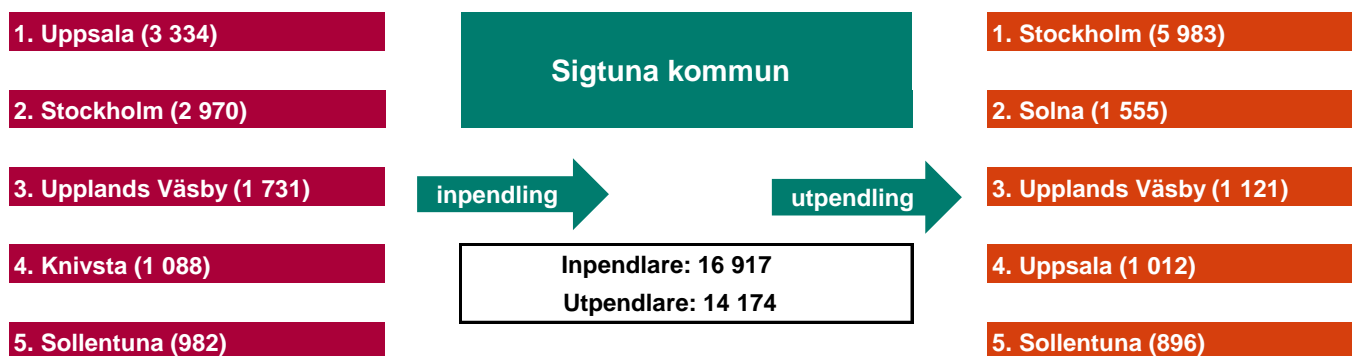 1. Uppsala (3 334)
2. Stockholm (2 970)
3. Upplands Väsby (1 731)
4. Knivsta (1 088)
5. Sollentuna (982)
Sigtuna kommun
inpendling
utpendling
Inpendlare: 16 917
Utpendlare: 14 174
1. Stockholm (5 983)
2. Solna (1 555)
3. Upplands Väsby (1 121)
4. Uppsala (1 012)
5. Sollentuna (896)